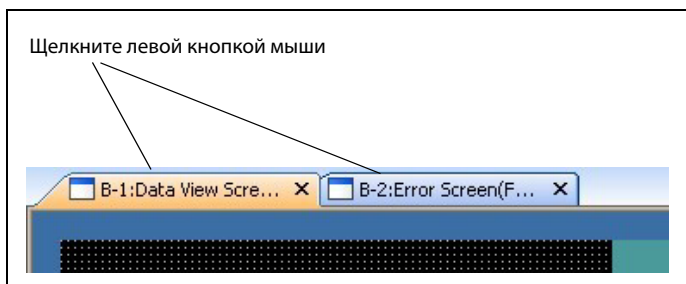 Щелкните левой кнопкой мыши
B-1:Data View Scre... X B-2:Error Screen(F... X